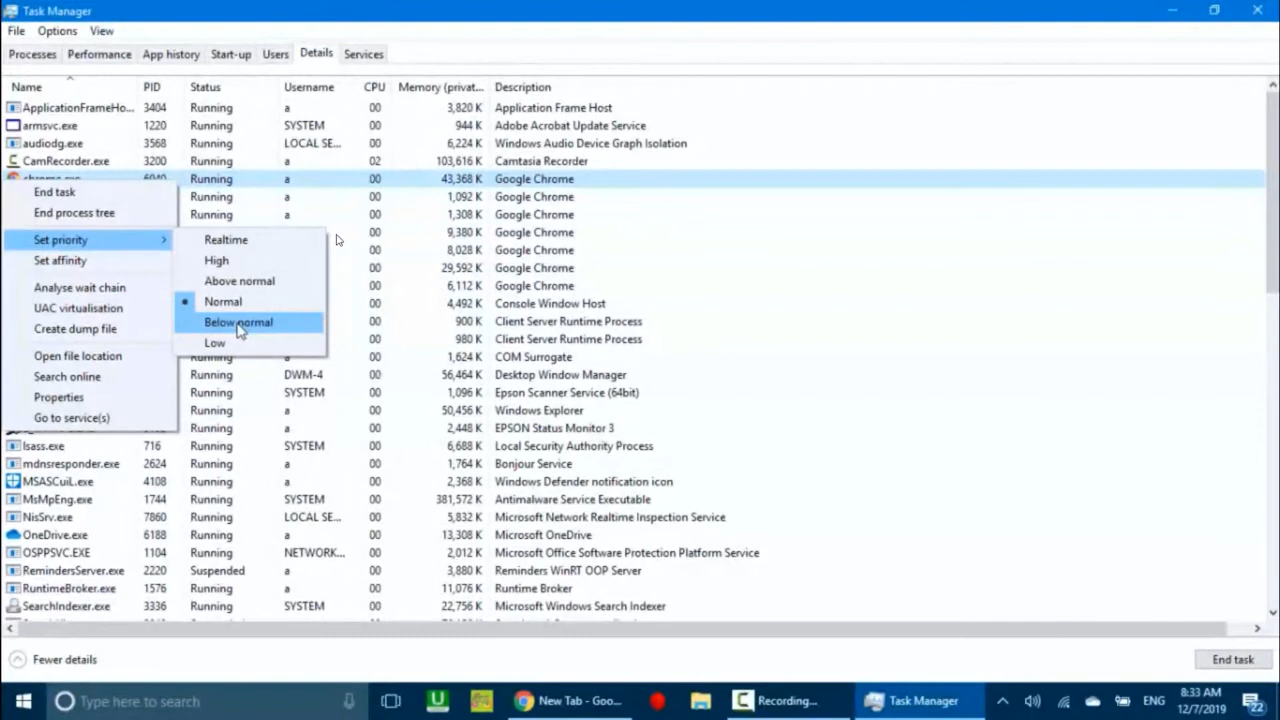 Task Manager
File Options View
Processes Performance App history Start-up Users Details Services
Name PID Status Username CPU Memory (privat... Description
ApplicationFrameHo... 3404 Running a 00 3,820 K Application Frame Host
armsvc.exe 1220 Running SYSTEM 00 944 K Adobe Acrobat Update Service
audiodg.exe 3568 Running LOCAL SE... 00 6,224 K Windows Audio Device Graph Isolation
CamRecorder.exe 3200 Running a 02 103,616 K Camtasia Recorder
chrome.exe 6040 Running a 00 43,368 K Google Chrome
Running a 00 1,092 K Google Chrome
Running a 00 1,308 K Google Chrome
00 9,380 K Google Chrome
00 8,028 K Google Chrome
00 29,592 K Google Chrome
00 6,112 K Google Chrome
00 4,492 K Console Window Host
00 900 K Client Server Runtime Process
00 980 K Client Server Runtime Process
Running a 00 1,624 K COM Surrogate
Running DWM-4 00 56,464 K Desktop Window Manager
Running SYSTEM 00 1,096 K Epson Scanner Service (64bit)
Running a 00 50,456 K Windows Explorer
Running a 00 2,448 K EPSON Status Monitor 3
lsass.exe 716 Running SYSTEM 00 6,688 K Local Security Authority Process
mdnsresponder.exe 2624 Running a 00 1,764 K Bonjour Service
MSASCuiL.exe 4108 Running a 00 2,368 K Windows Defender notification icon
MsMpEng.exe 1744 Running SYSTEM 00 381,572 K Antimalware Service Executable
NisSrv.exe 7860 Running LOCAL SE... 00 5,832 K Microsoft Network Realtime Inspection Service
OneDrive.exe 6188 Running a 00 13,308 K Microsoft OneDrive
OSPPSVC.EXE 1104 Running NETWORK... 00 2,012 K Microsoft Office Software Protection Platform Service
RemindersServer.exe 2220 Suspended a 00 3,880 K Reminders WinRT OOP Server
RuntimeBroker.exe 1576 Running a 00 11,076 K Runtime Broker
SearchIndexer.exe 3336 Running SYSTEM 00 22,756 K Microsoft Windows Search Indexer
End task
End process tree
Set priority
Set affinity
Analyse wait chain
UAC virtualisation
Create dump file
Open file location
Search online
Properties
Go to service(s)
Realtime
High
Above normal
Normal
Below normal
Low
Fewer details
End task
Type here to search
New Tab - Goo...
Recording...
Task Manager
ENG
8:33 AM
12/7/2019
22